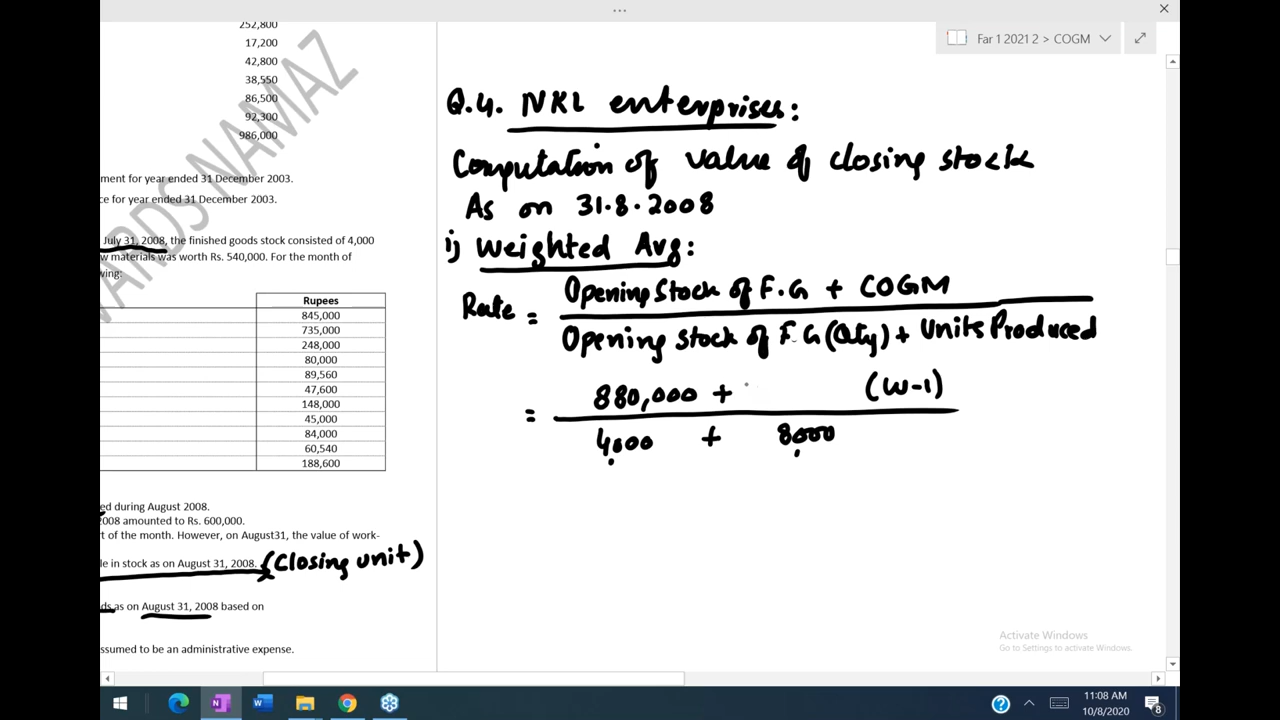 Far 1 2021 2 > COGM
252,800
17,200
42,800
38,550
86,500
92,300
986,000
WARDS NAMAZ
ment for year ended 31 December 2003.
ce for year ended 31 December 2003.
July 31, 2008, the finished goods stock consisted of 4,000
w materials was worth Rs. 540,000. For the month of
wing:
Rupees
845,000
735,000
248,000
80,000
89,560
47,600
148,000
45,000
84,000
60,540
188,600
ed during August 2008.
2008 amounted to Rs. 600,000.
rt of the month. However, on August31, the value of work-
le in stock as on August 31, 2008. (Closing unit)
ds as on August 31, 2008 based on
ssumed to be an administrative expense.
Q.4. NKL enterprises:
Computation of value of closing stock
As on 31.8.2008
i) Weighted Avg:
Rate = Opening Stock of F.G + COGM
Opening Stock of F.G (Qty) + Units Produced
= 880,000 + (W-1)
4,000 + 8,000
Activate Windows
Go to Settings to activate Windows.
11:08 AM
10/8/2020
8